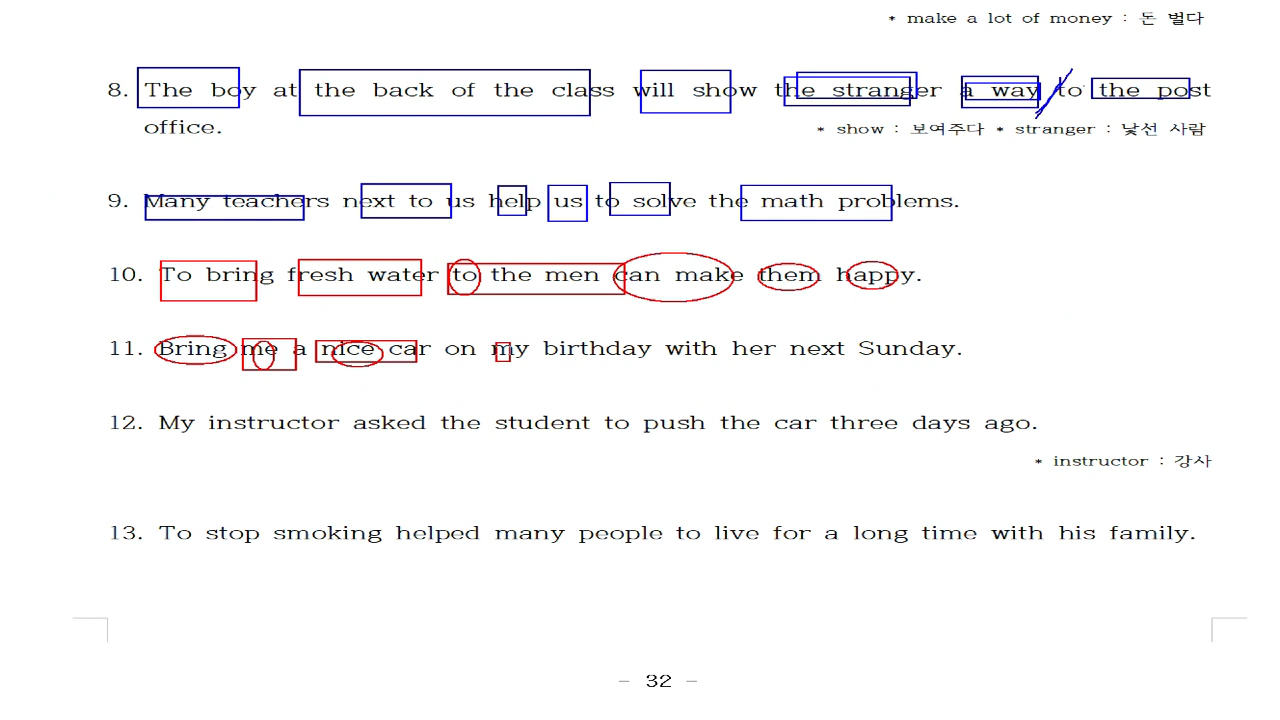 * make a lot of money : 돈 벌다
8. The boy at the back of the class will show the stranger a way to the post
office.
* show : 보여주다 * stranger : 낯선 사람
9. Many teachers next to us help us to solve the math problems.
10. To bring fresh water to the men can make them happy.
11. Bring me a nice car on my birthday with her next Sunday.
12. My instructor asked the student to push the car three days ago.
* instructor : 강사
13. To stop smoking helped many people to live for a long time with his family.
- 32 -